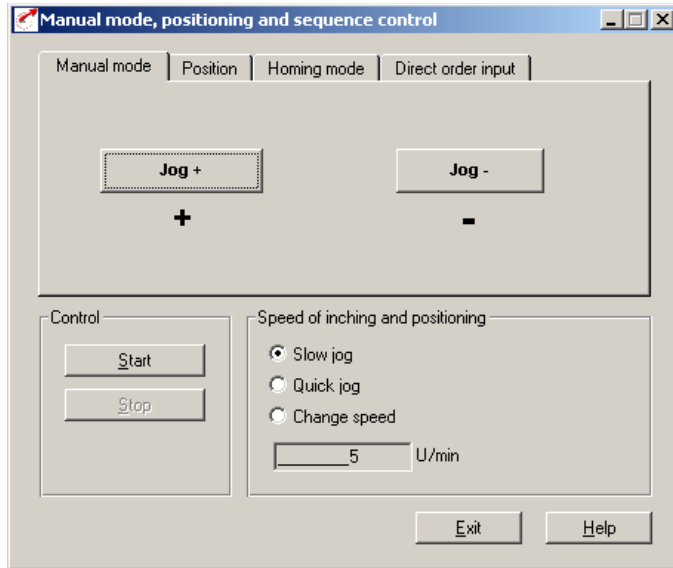 Manual mode, positioning and sequence control
Manual mode Position Homing mode Direct order input
Jog + Jog -
+ -
Control
Start
Stop
Speed of inching and positioning
Slow jog
Quick jog
Change speed
_______5 U/min
Exit Help